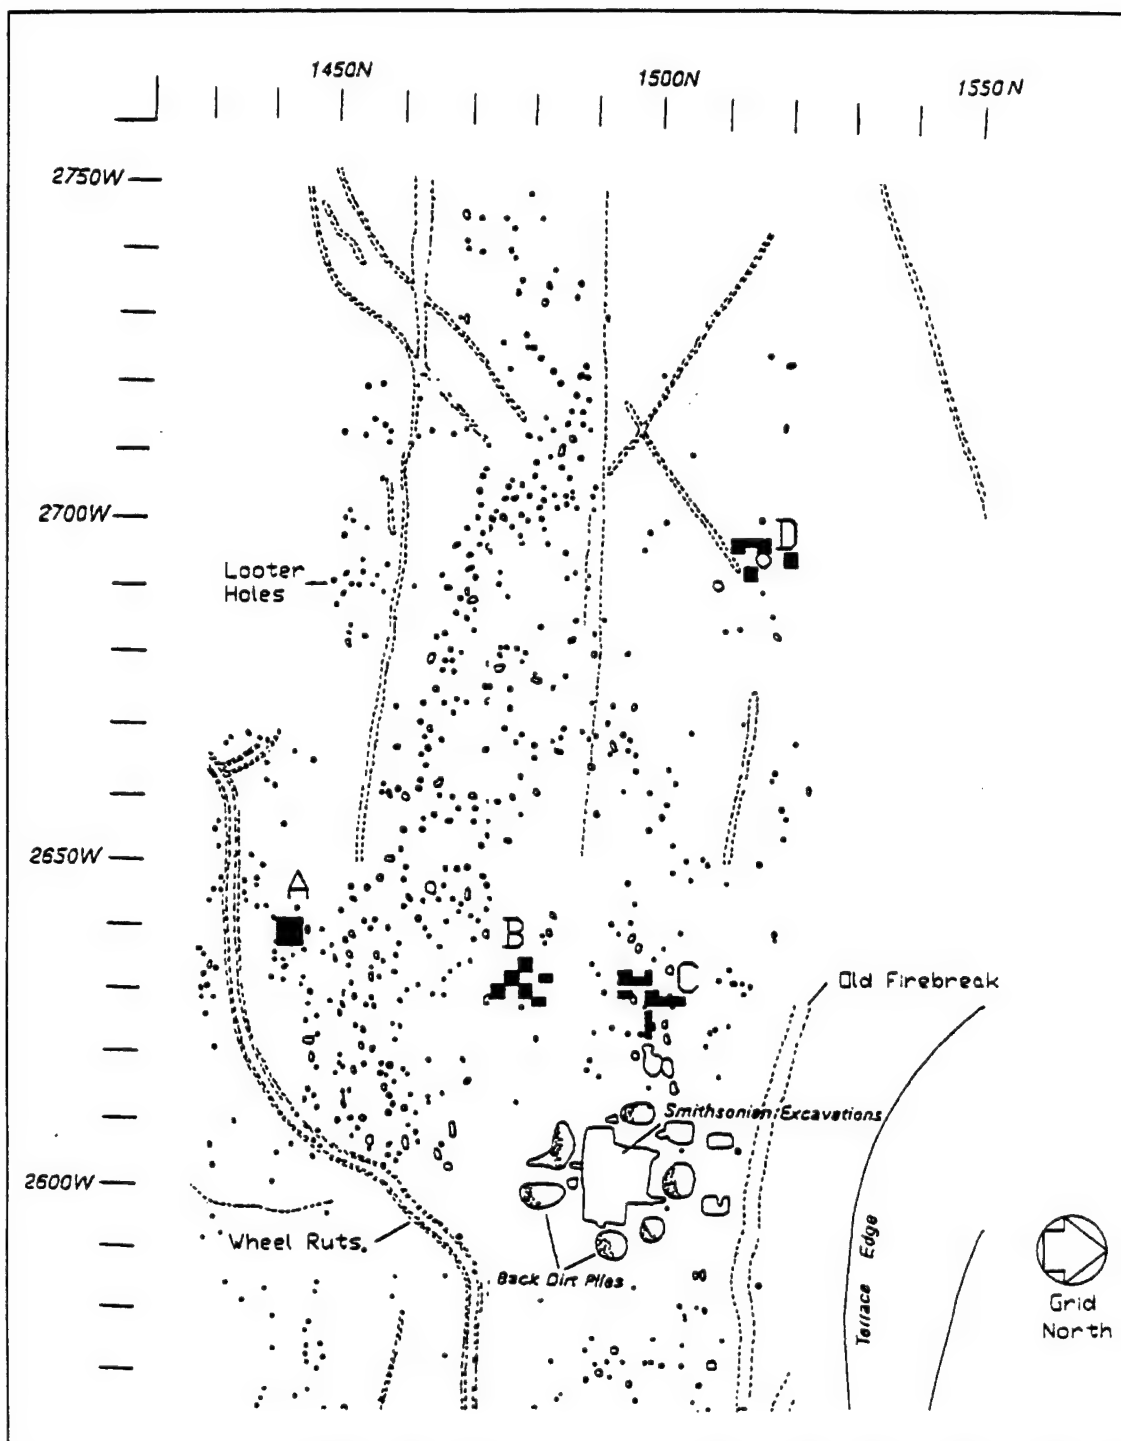 1450N
1500N
1550N
2750W
2700W
D
Looter
Holes
2650W
A
B
C
Old Firebreak
Smithsonian Excavations
2600W
Wheel Ruts
Back Dirt Piles
Terrace Edge
Grid
North